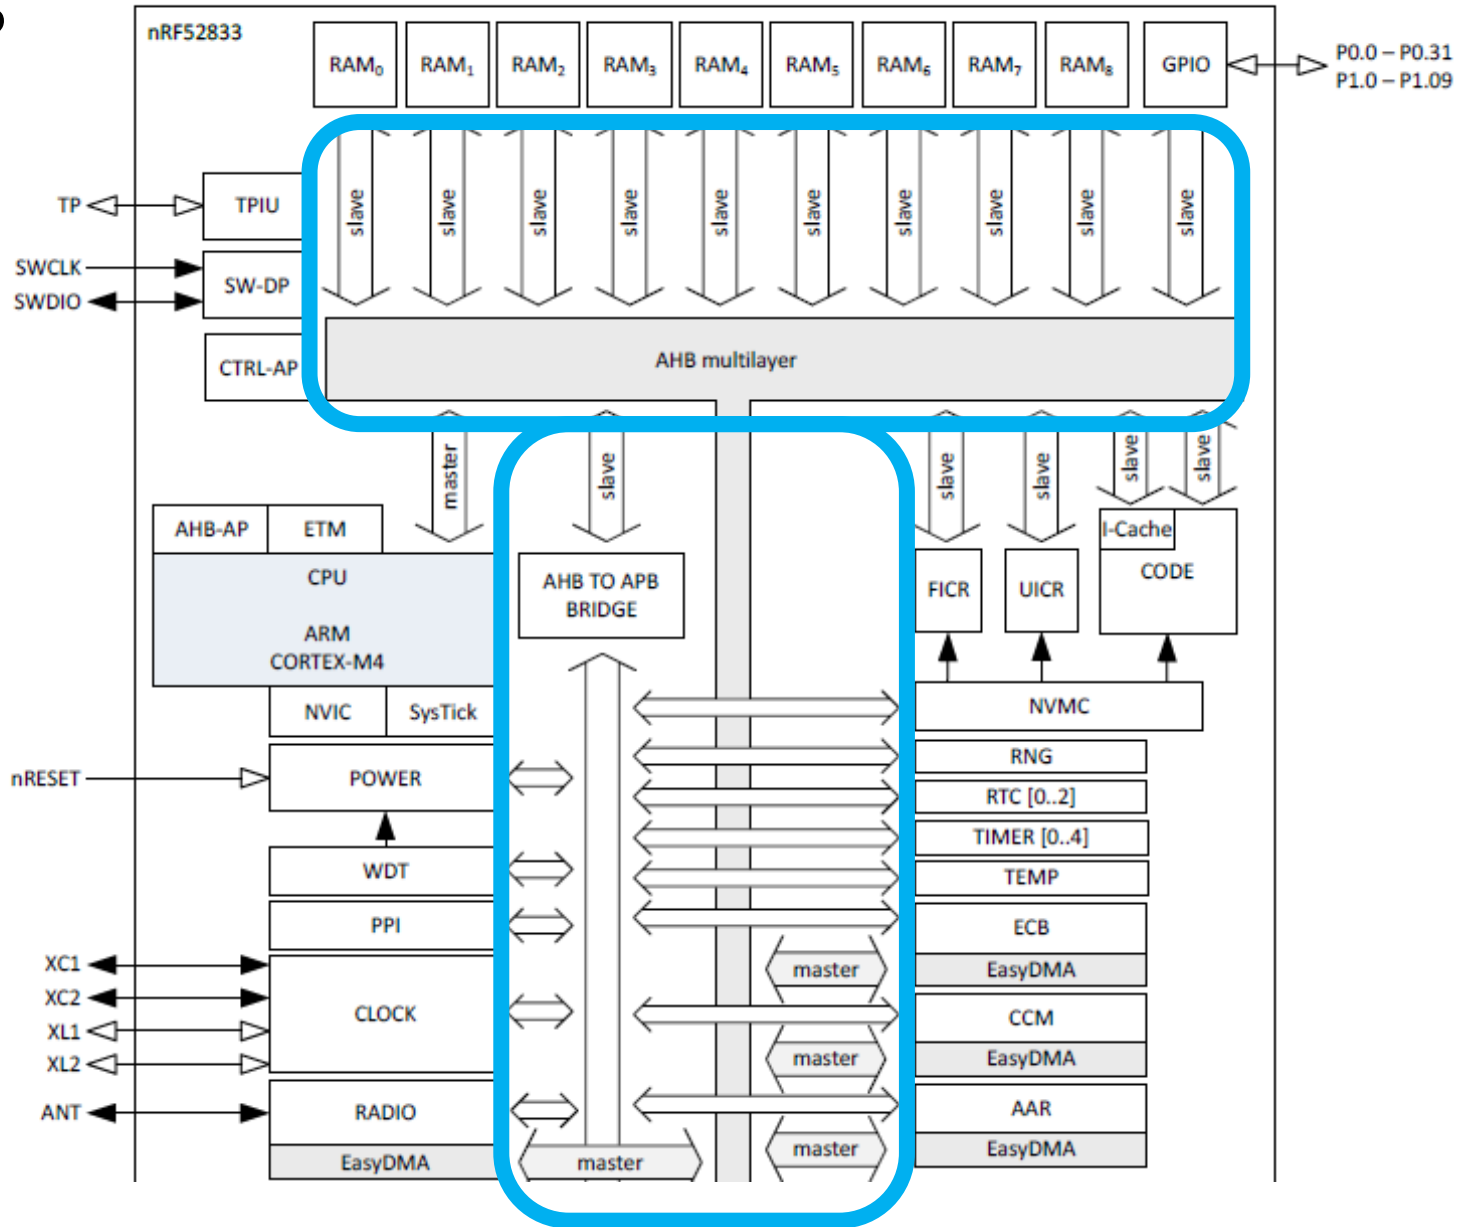 nRF52833
RAM0 RAM1 RAM2 RAM3 RAM4 RAM5 RAM6 RAM7 RAM8 GPIO
P0.0 – P0.31
P1.0 – P1.09
slave slave slave slave slave slave slave slave slave slave
TP TPIU
SWCLK
SW-DP
SWDIO
CTRL-AP
AHB multilayer
master slave slave slave slave slave
AHB-AP ETM
I-Cache
CPU
AHB TO APB
BRIDGE
FICR UICR CODE
ARM
CORTEX-M4
NVIC SysTick
NVMC
RNG
nRESET POWER
RTC [0..2]
TIMER [0..4]
WDT
TEMP
PPI
ECB
XC1
master EasyDMA
XC2
CLOCK
CCM
XL1
XL2
master EasyDMA
ANT RADIO
AAR
EasyDMA master
master EasyDMA